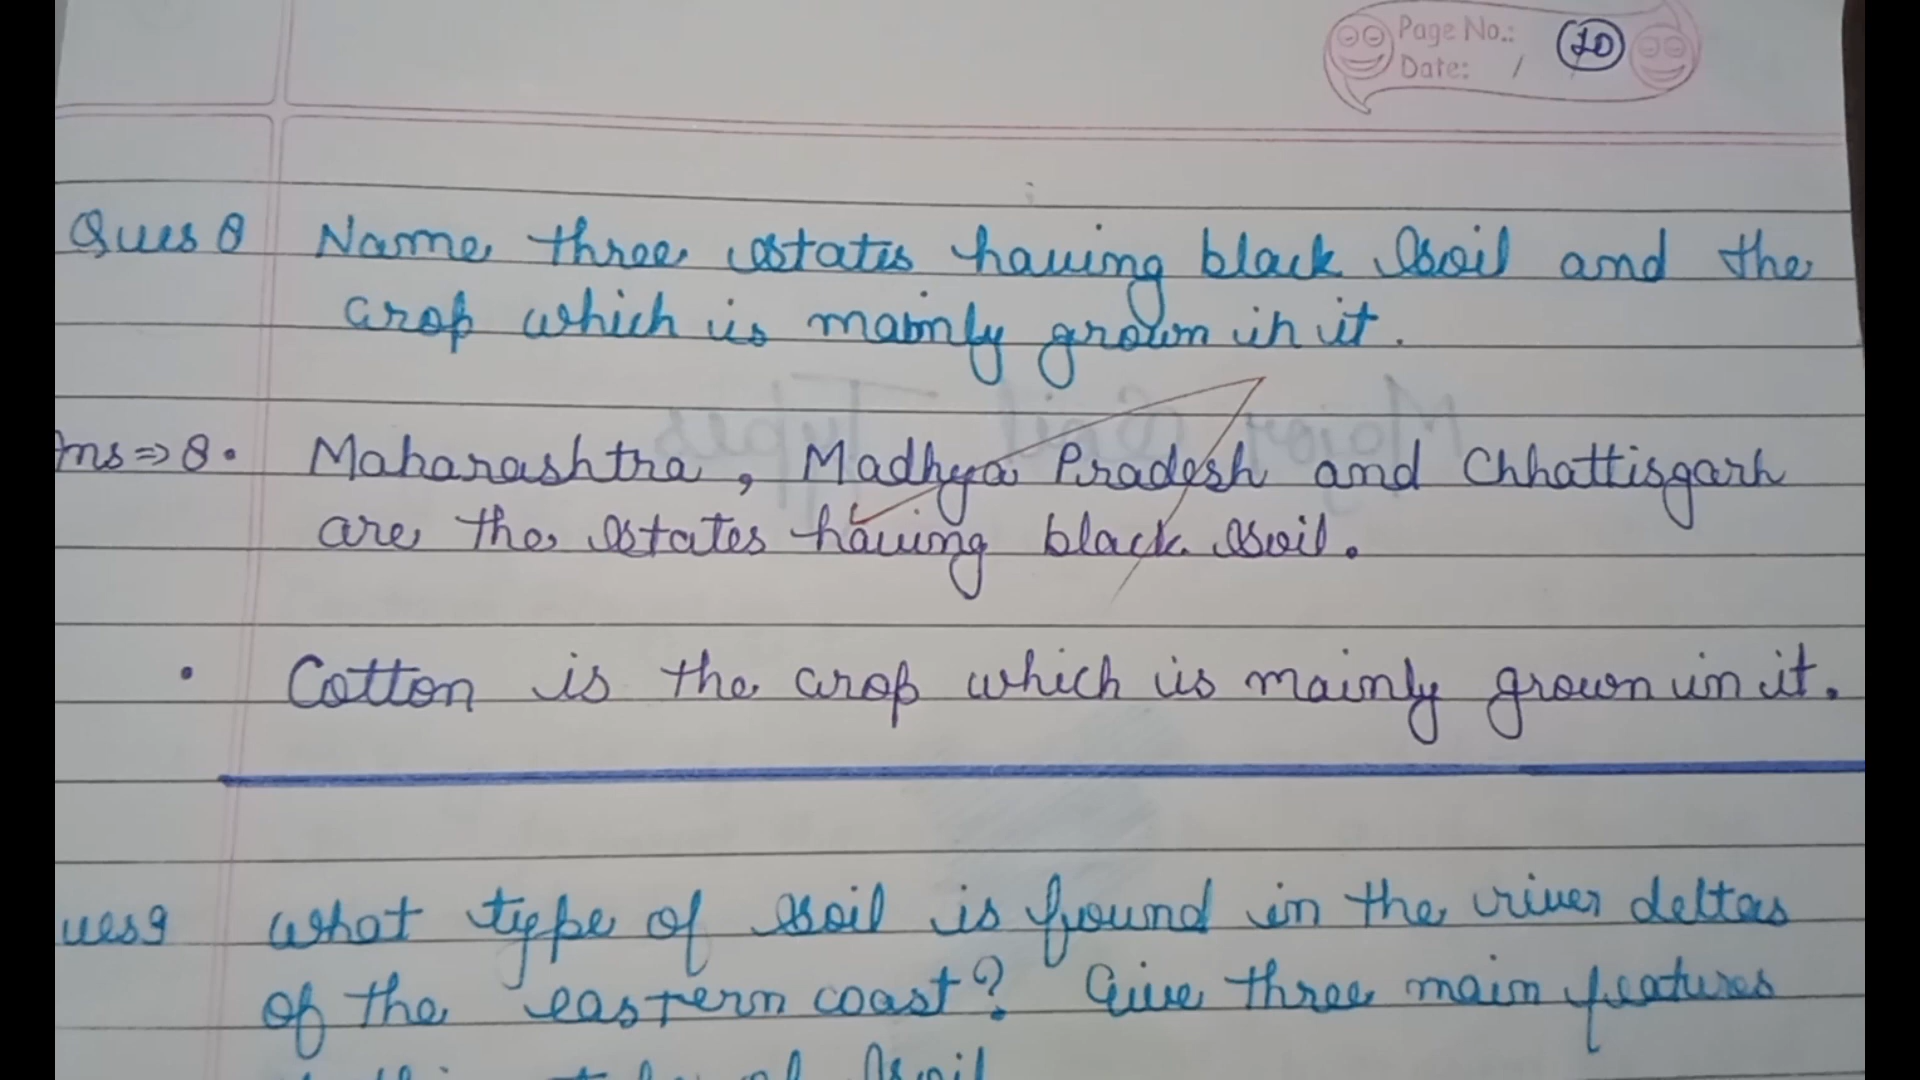 Page No.: 70
Date: /
Ques 8 Name three states having black soil and the
crop which is mainly grown in it.
Ans⇒8. Maharashtra, Madhya Pradesh and Chhattisgarh
are the states having black soil.
• Cotton is the crop which is mainly grown in it.
ues 9 what type of soil is found in the river deltas
of the eastern coast? Give three main features
soil